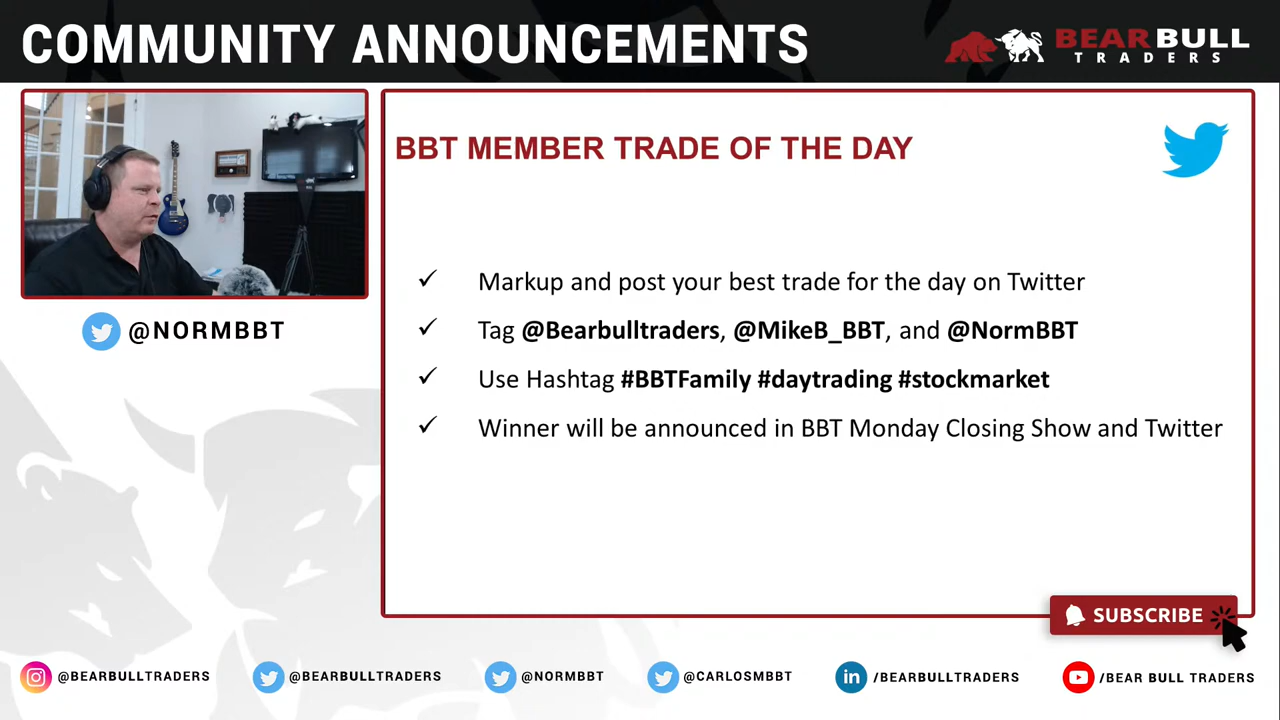 COMMUNITY ANNOUNCEMENTS
BEARBULL
TRADERS
BBT MEMBER TRADE OF THE DAY
@NORMBBT
✓ Markup and post your best trade for the day on Twitter
✓ Tag @Bearbulltraders, @MikeB_BBT, and @NormBBT
✓ Use Hashtag #BBTFamily #daytrading #stockmarket
✓ Winner will be announced in BBT Monday Closing Show and Twitter
SUBSCRIBE
@BEARBULLTRADERS @BEARBULLTRADERS @NORMBBT @CARLOSMBBT in /BEARBULLTRADERS /BEAR BULL TRADERS